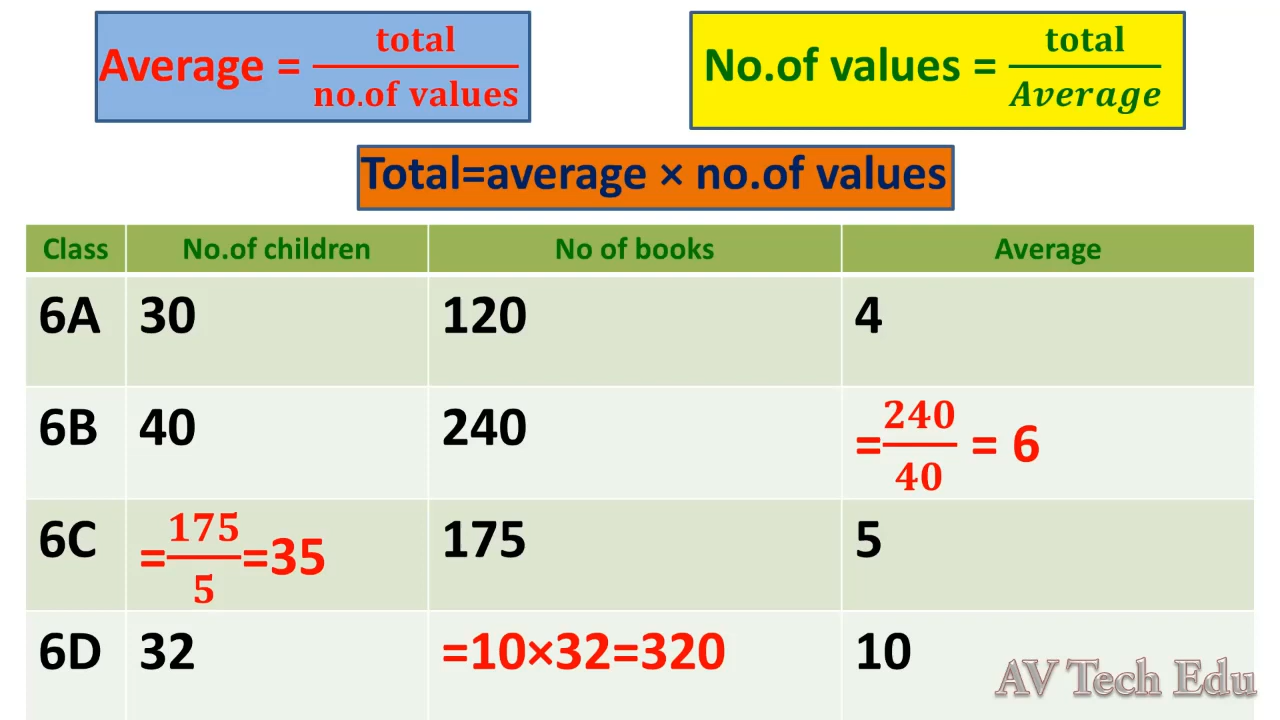 Average = total/no.of values
No.of values = total/Average
Total=average × no.of values
Class No.of children No of books Average
6A 30 120 4
6B 40 240 =240/40 = 6
6C =175/5=35 175 5
6D 32 =10×32=320 10
AV Tech Edu